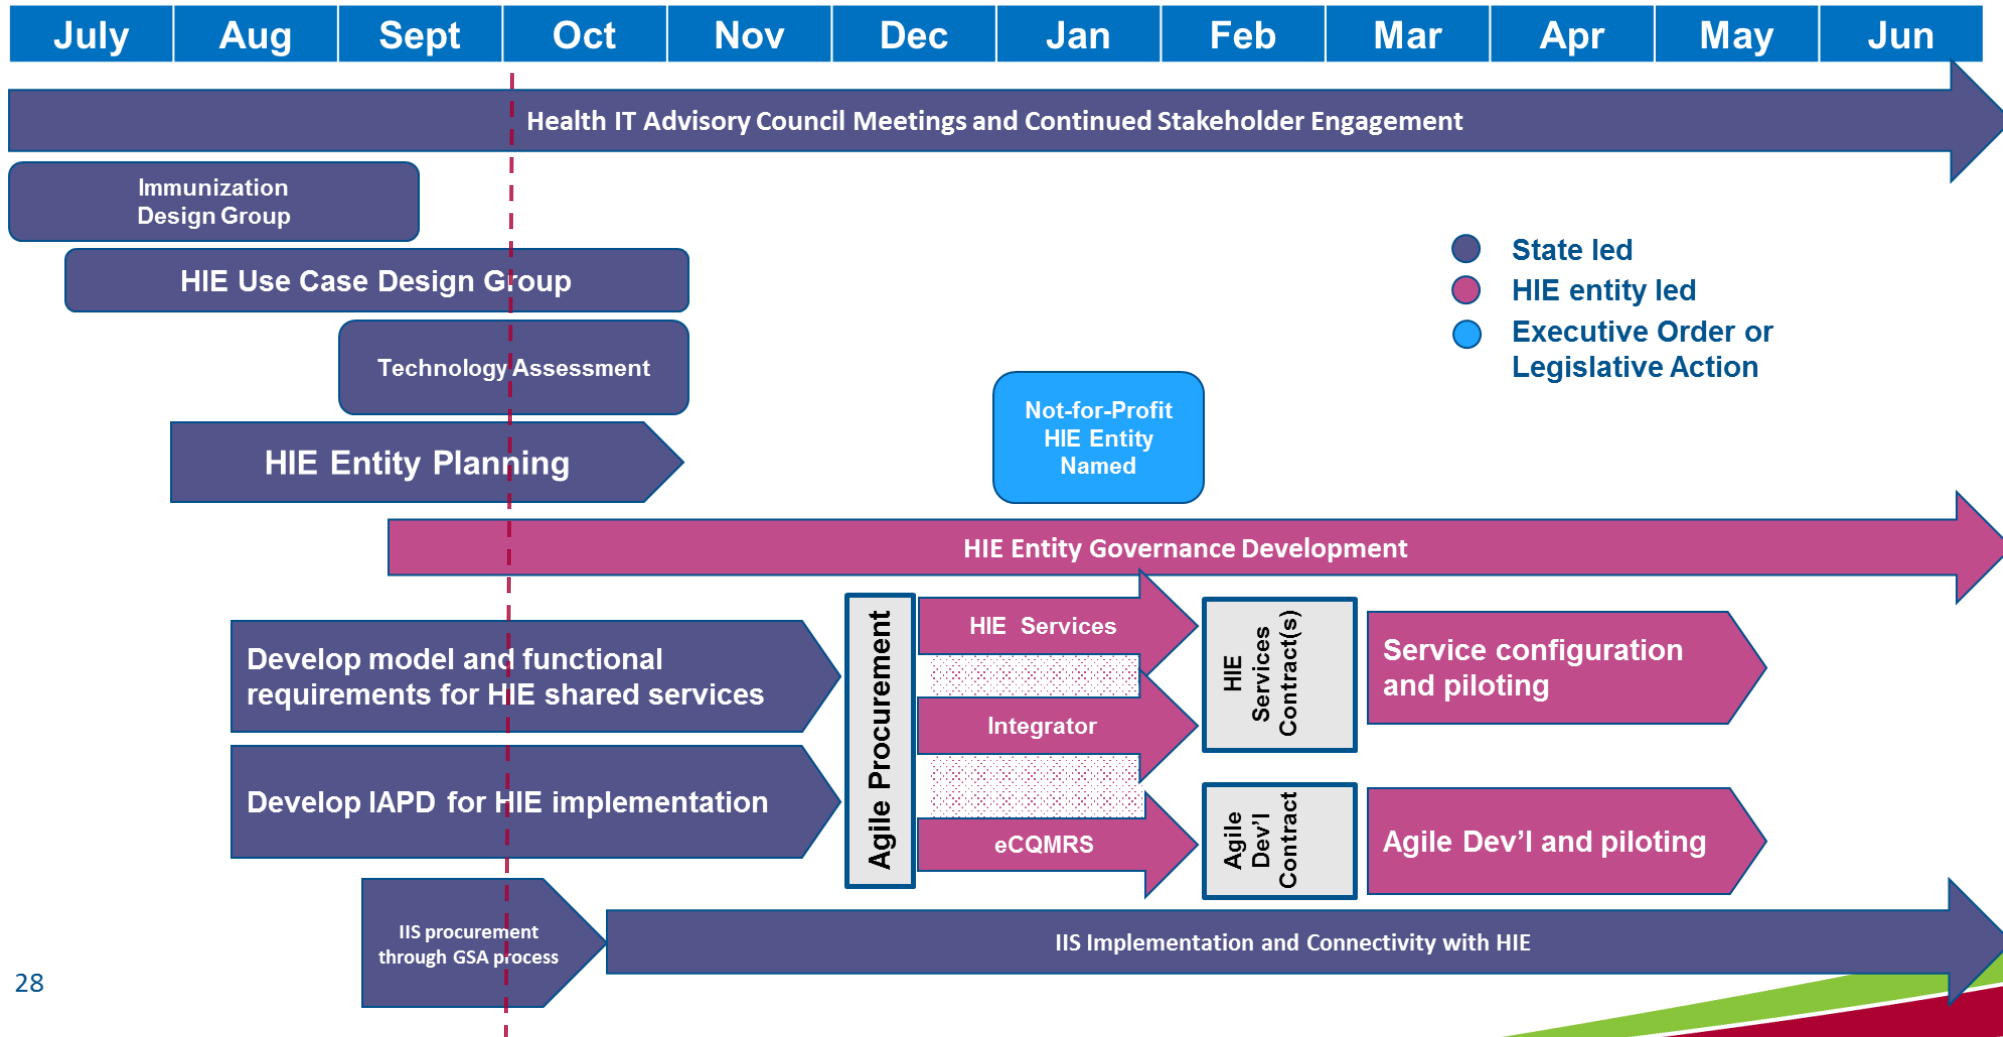 July Aug Sept Oct Nov Dec Jan Feb Mar Apr May Jun
Health IT Advisory Council Meetings and Continued Stakeholder Engagement
Immunization
Design Group
HIE Use Case Design Group
Technology Assessment
HIE Entity Planning
State led
HIE entity led
Executive Order or
Legislative Action
Not-for-Profit
HIE Entity
Named
HIE Entity Governance Development
Develop model and functional
requirements for HIE shared services
Develop IAPD for HIE implementation
Agile Procurement
HIE Services
Integrator
eCQMRS
HIE
Services
Contract(s)
Agile
Dev'l
Contract
Service configuration
and piloting
Agile Dev'l and piloting
IIS procurement
through GSA process
IIS Implementation and Connectivity with HIE
28